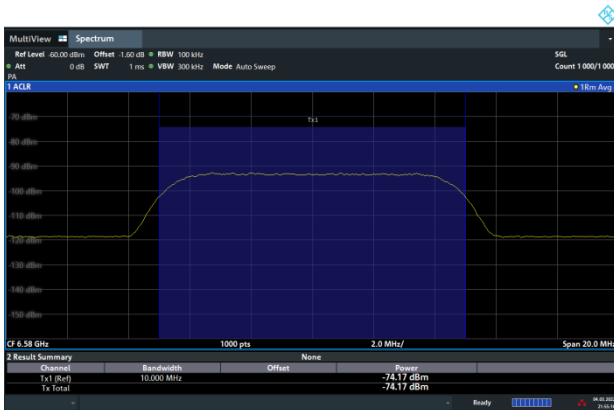 MultiView Spectrum
Ref Level -60.00 dBm Offset -1.60 dB RBW 100 kHz SGL
Att 0 dB SWT 1 ms VBW 300 kHz Mode Auto Sweep Count 1 000/1 000
PA
1 ACLR 1Rm Avg
-70 dBm
Tx1
-80 dBm
-90 dBm
-100 dBm
-110 dBm
-120 dBm
-130 dBm
-140 dBm
-150 dBm
CF 6.58 GHz 1000 pts 2.0 MHz/ Span 20.0 MHz
2 Result Summary None
Channel Bandwidth Offset Power
Tx1 (Ref) 10.000 MHz -74.17 dBm
Tx Total -74.17 dBm
Ready